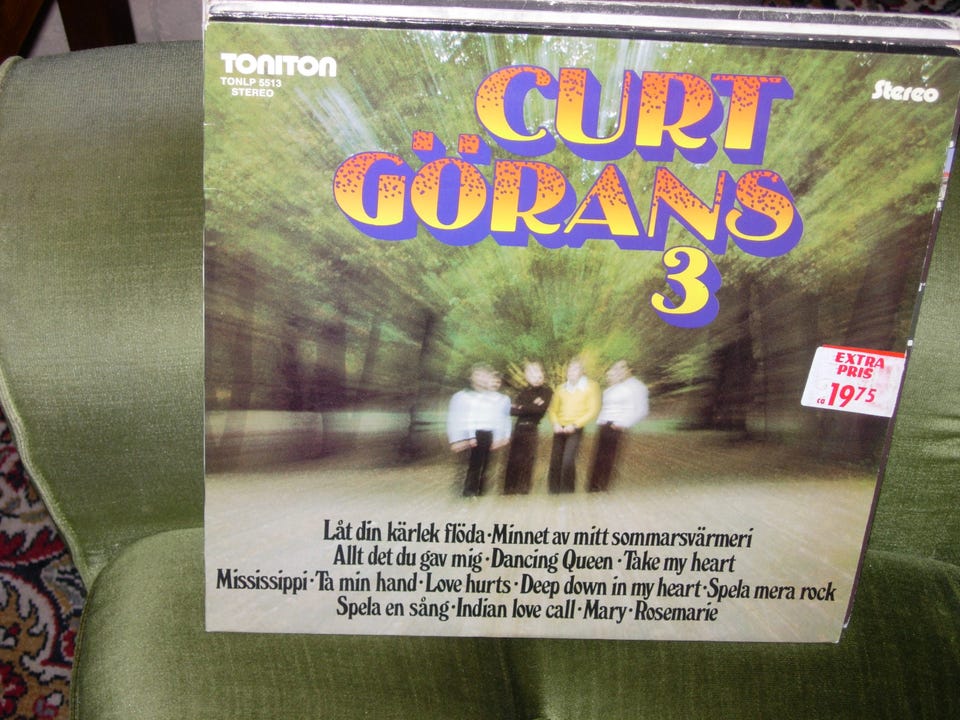 TONITON
TONLP 5513
STEREO
CURT
GÖRANS
3
Stereo
EXTRA
PRIS
ca 19 75
Låt din kärlek flöda·Minnet av mitt sommarsvärmeri
Allt det du gav mig·Dancing Queen·Take my heart
Mississippi·Ta min hand·Love hurts·Deep down in my heart·Spela mera rock
Spela en sång·Indian love call·Mary·Rosemarie